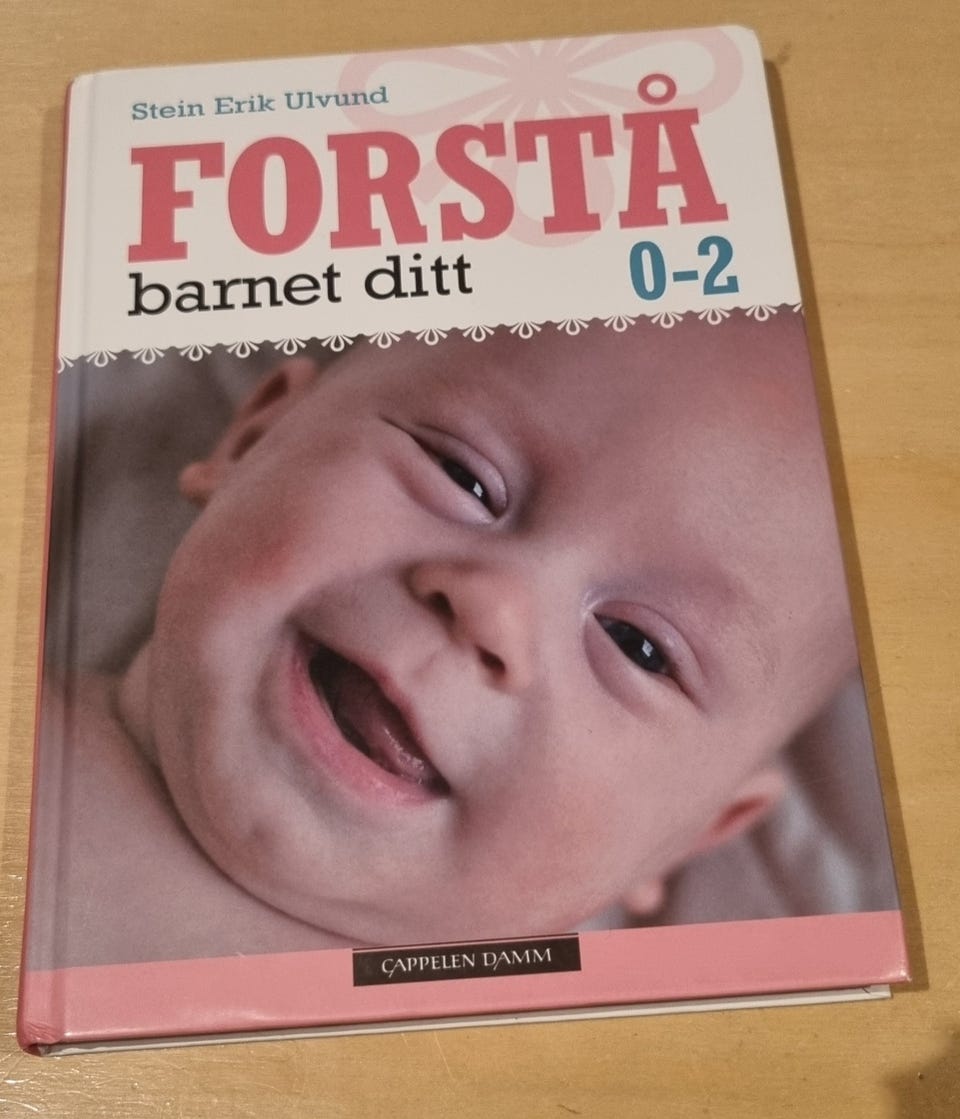 Stein Erik Ulvund
FORSTÅ
barnet ditt
0-2
CAPPELEN DAMM